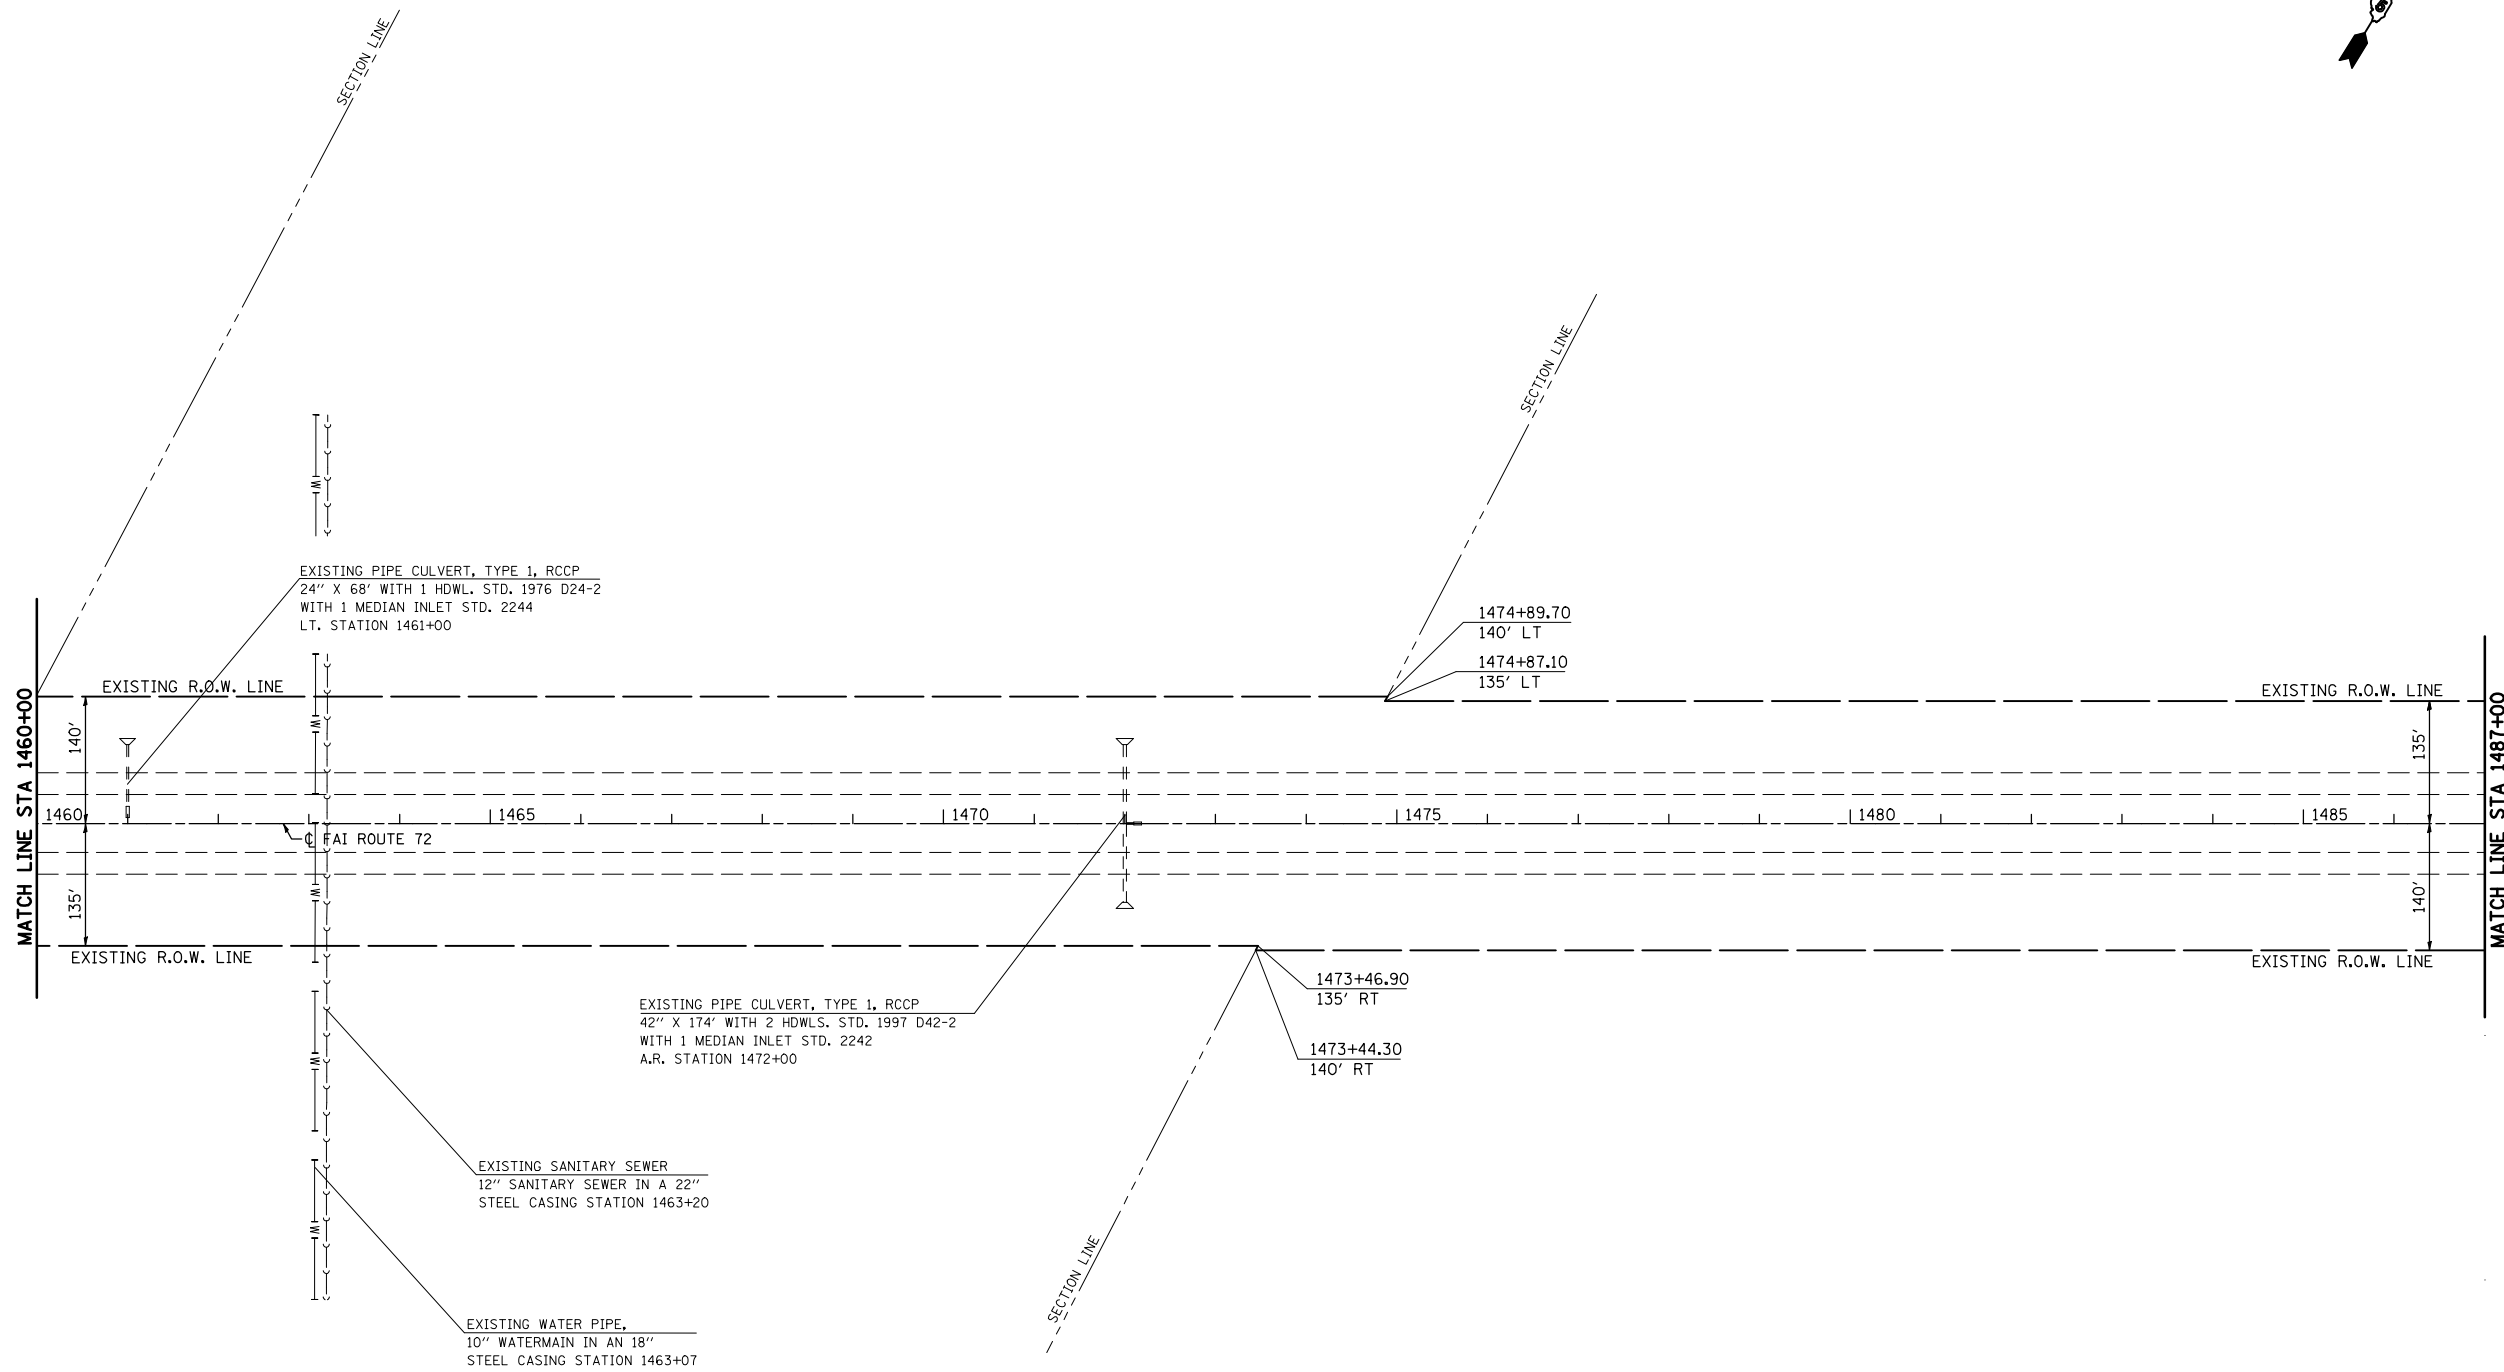 SECTION LINE
SECTION LINE
EXISTING PIPE CULVERT, TYPE 1, RCCP
24" X 68' WITH 1 HDWL. STD. 1976 D24-2
WITH 1 MEDIAN INLET STD. 2244
LT. STATION 1461+00
1474+89.70
140' LT
1474+87.10
135' LT
EXISTING R.O.W. LINE
EXISTING R.O.W. LINE
MATCH LINE STA 1460+00
140'
135'
MATCH LINE STA 1487+00
1460
1465
1470
1475
1480
1485
℄ FAI ROUTE 72
135'
140'
EXISTING R.O.W. LINE
EXISTING R.O.W. LINE
W
W
W
W
W
1473+46.90
135' RT
EXISTING PIPE CULVERT, TYPE 1, RCCP
42" X 174' WITH 2 HDWLS. STD. 1997 D42-2
WITH 1 MEDIAN INLET STD. 2242
A.R. STATION 1472+00
1473+44.30
140' RT
EXISTING SANITARY SEWER
12" SANITARY SEWER IN A 22"
STEEL CASING STATION 1463+20
SECTION LINE
EXISTING WATER PIPE,
10" WATERMAIN IN AN 18"
STEEL CASING STATION 1463+07